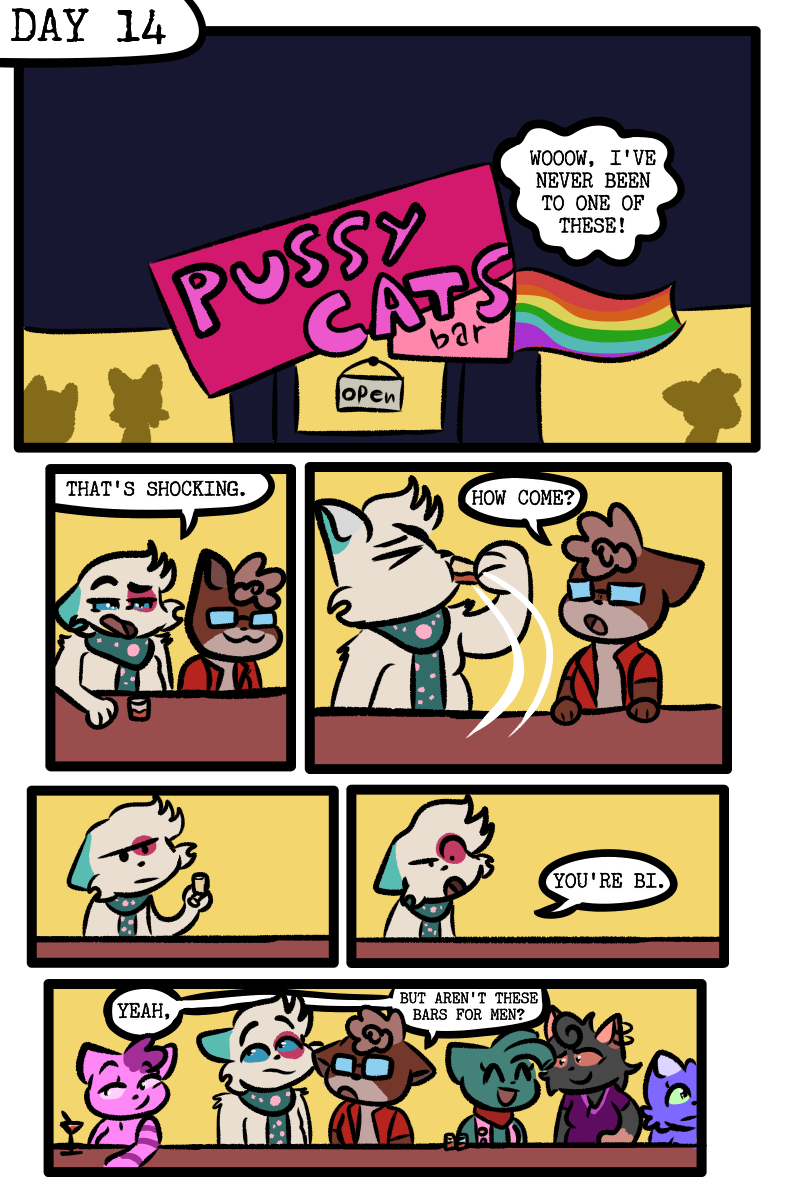 DAY 14
WOOOW, I'VE
NEVER BEEN
TO ONE OF
THESE!
PUSSY
CATS
bar
open
THAT'S SHOCKING.
HOW COME?
YOU'RE BI.
YEAH,
BUT AREN'T THESE
BARS FOR MEN?